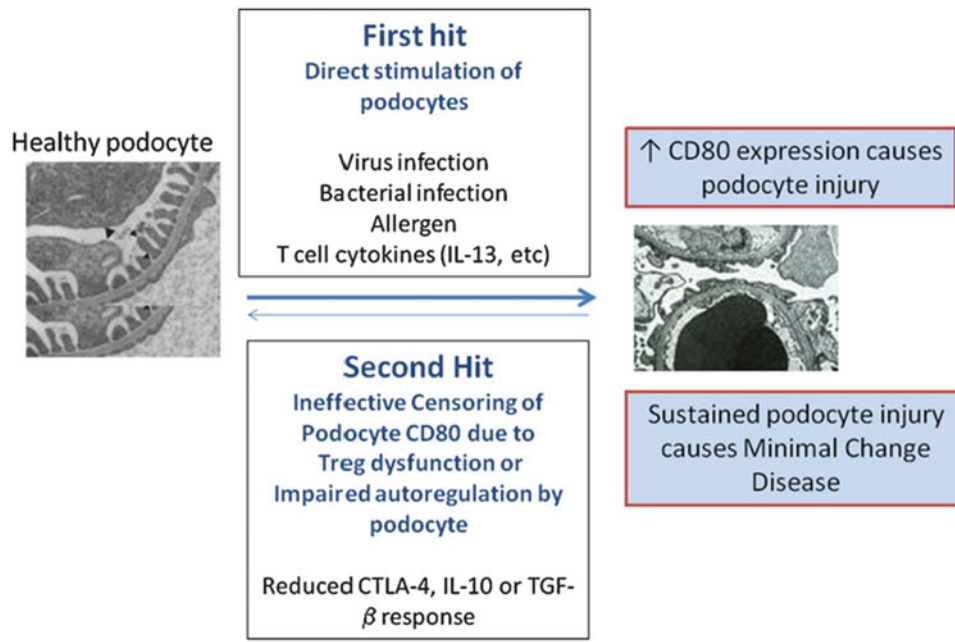 Healthy podocyte
First hit
Direct stimulation of
podocytes
Virus infection
Bacterial infection
Allergen
T cell cytokines (IL-13, etc)
Second Hit
Ineffective Censoring of
Podocyte CD80 due to
Treg dysfunction or
Impaired autoregulation by
podocyte
Reduced CTLA-4, IL-10 or TGF-
β response
↑ CD80 expression causes
podocyte injury
Sustained podocyte injury
causes Minimal Change
Disease